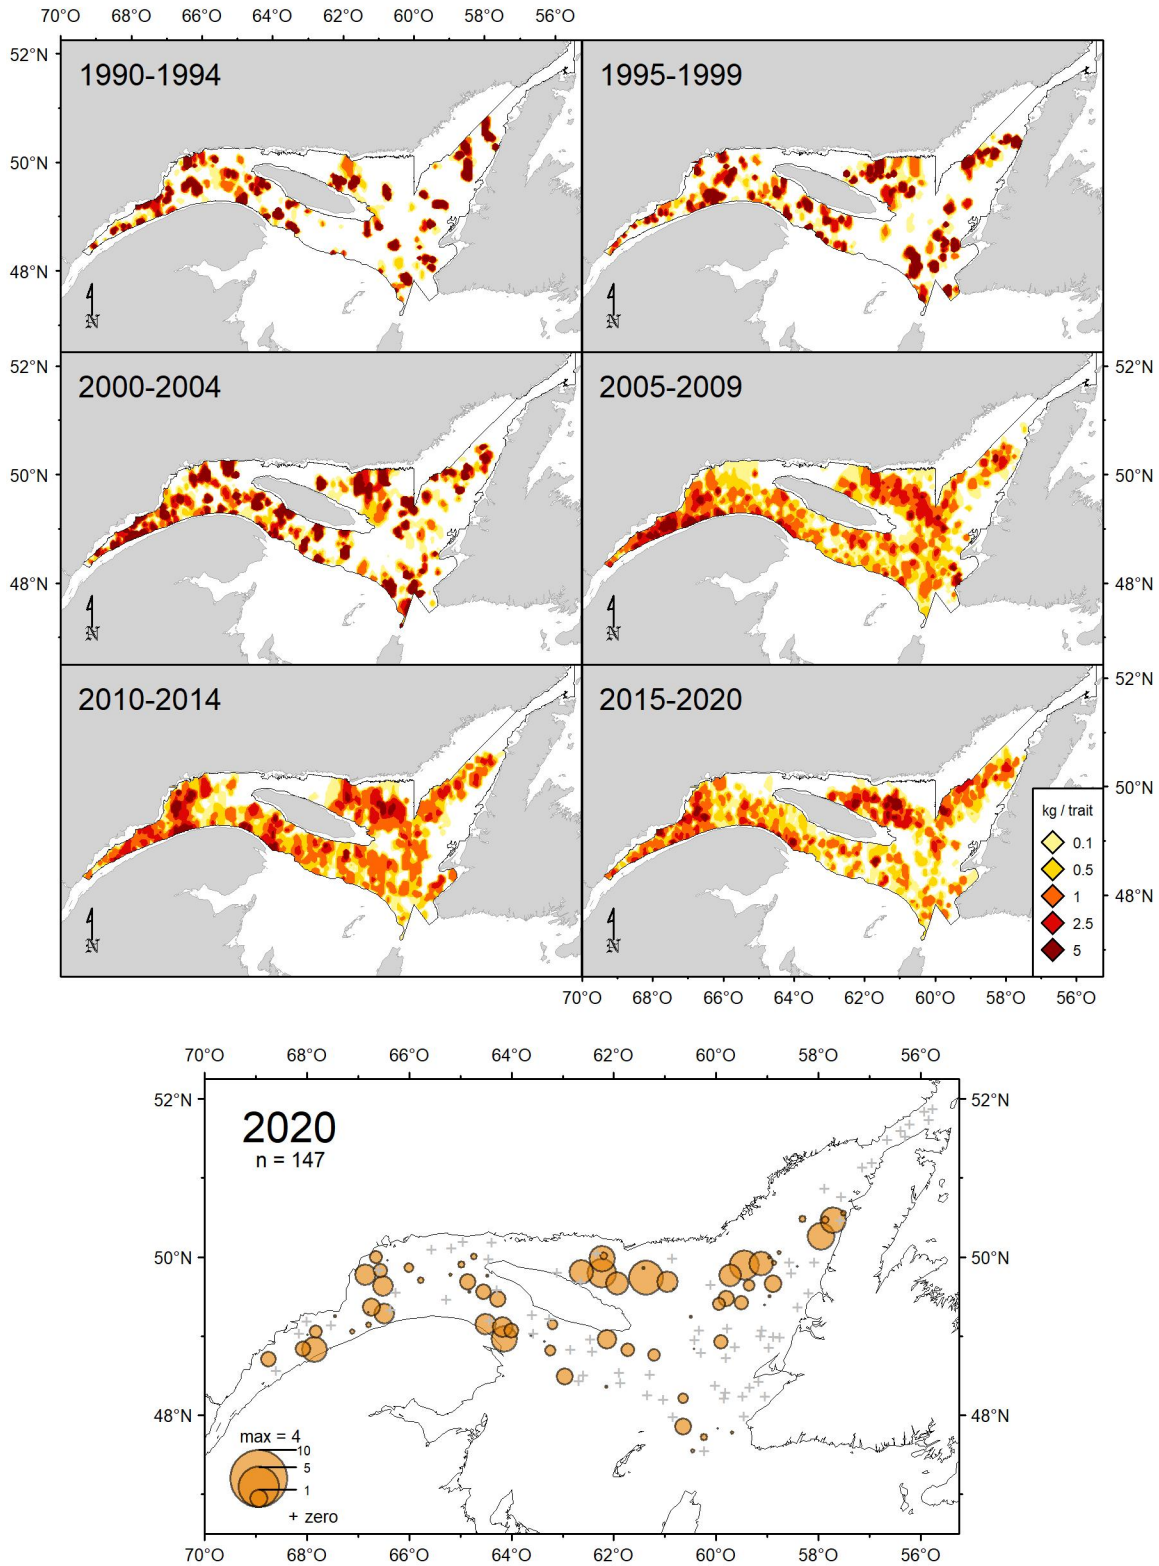 70°O 68°O 66°O 64°O 62°O 60°O 58°O 56°O
52°N
1990-1994 1995-1999
50°N
48°N
N N
52°N 52°N
2000-2004 2005-2009
50°N 50°N
48°N 48°N
N N
52°N
2010-2014 2015-2020
50°N
kg / trait
0.1
0.5
1
48°N
2.5
5
N N
70°O 68°O 66°O 64°O 62°O 60°O 58°O 56°O
70°O 68°O 66°O 64°O 62°O 60°O 58°O 56°O
52°N 52°N
2020
n = 147
50°N 50°N
48°N 48°N
max = 4
10
5
1
+ zero
70°O 68°O 66°O 64°O 62°O 60°O 58°O 56°O